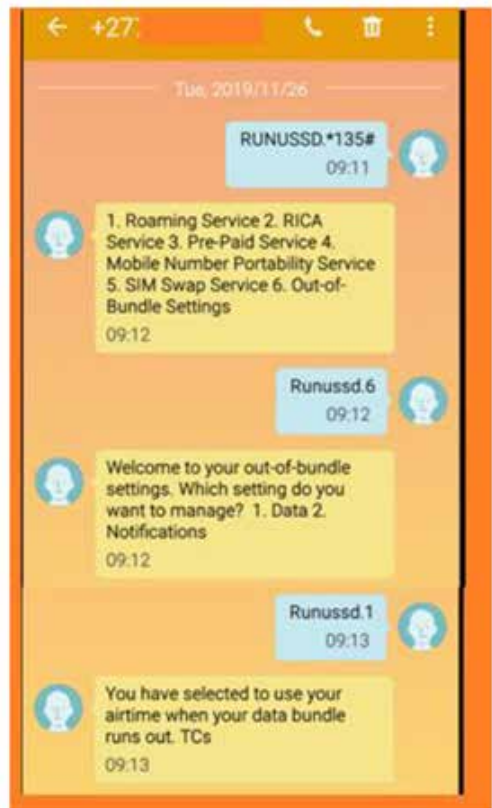 +277
Tue, 2019/11/26
RUNUSSD.*135#
09:11
1. Roaming Service 2. RICA
Service 3. Pre-Paid Service 4.
Mobile Number Portability Service
5. SIM Swap Service 6. Out-of-
Bundle Settings
09:12
Runussd.6
09:12
Welcome to your out-of-bundle
settings. Which setting do you
want to manage? 1. Data 2.
Notifications
09:12
Runussd.1
09:13
You have selected to use your
airtime when your data bundle
runs out. TCs
09:13